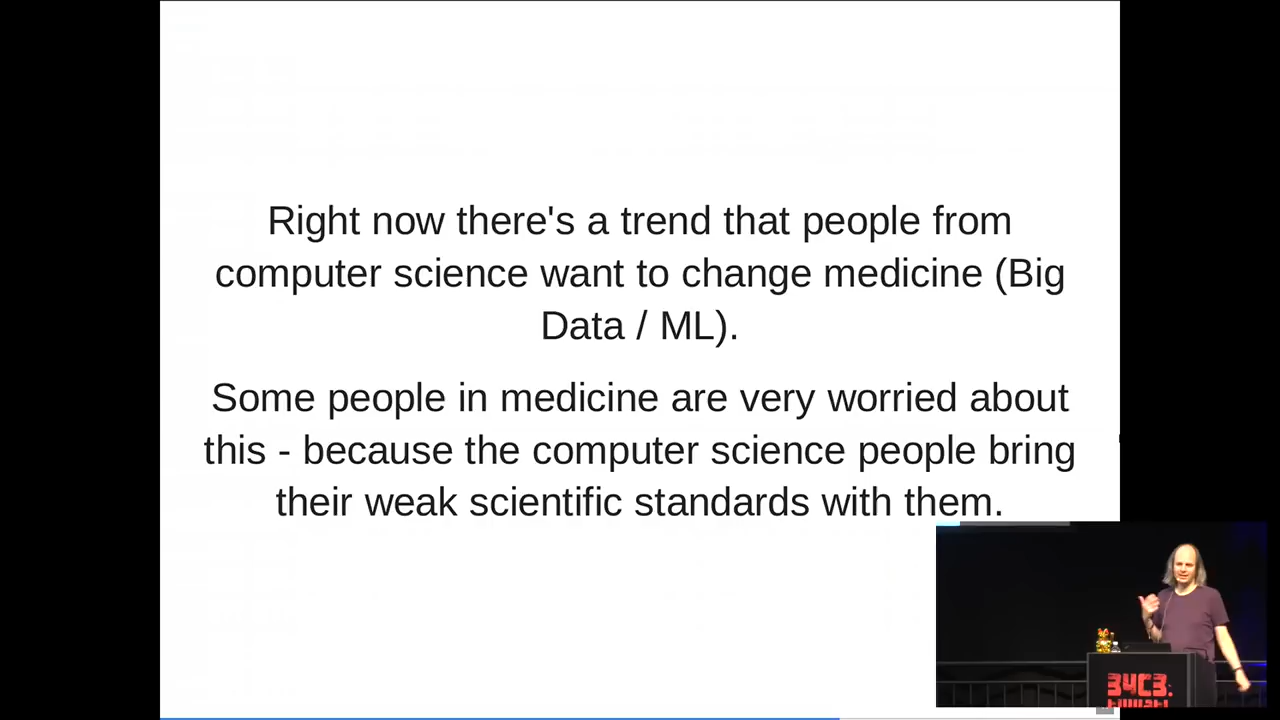 Right now there's a trend that people from
computer science want to change medicine (Big
Data / ML).
Some people in medicine are very worried about
this - because the computer science people bring
their weak scientific standards with them.
34C3.